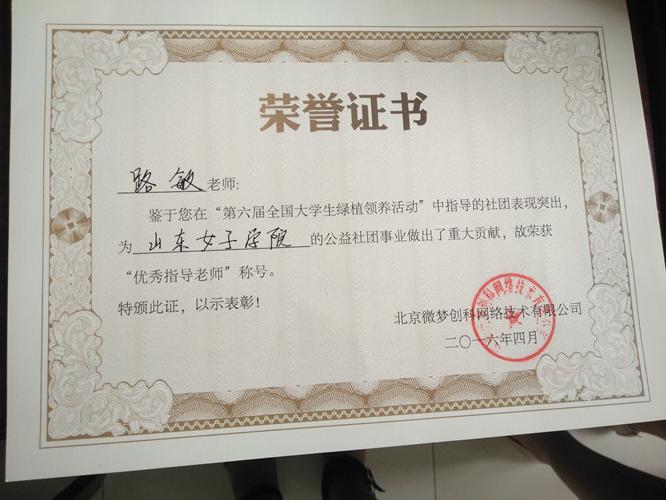 荣誉证书
路敏老师:
鉴于您在“第六届全国大学生绿植领养活动”中指导的社团表现突出,
为山东女子学院的公益社团事业做出了重大贡献,故荣获
“优秀指导老师”称号。
特颁此证,以示表彰!
北京微梦创科网络技术有限公司
二〇一六年四月